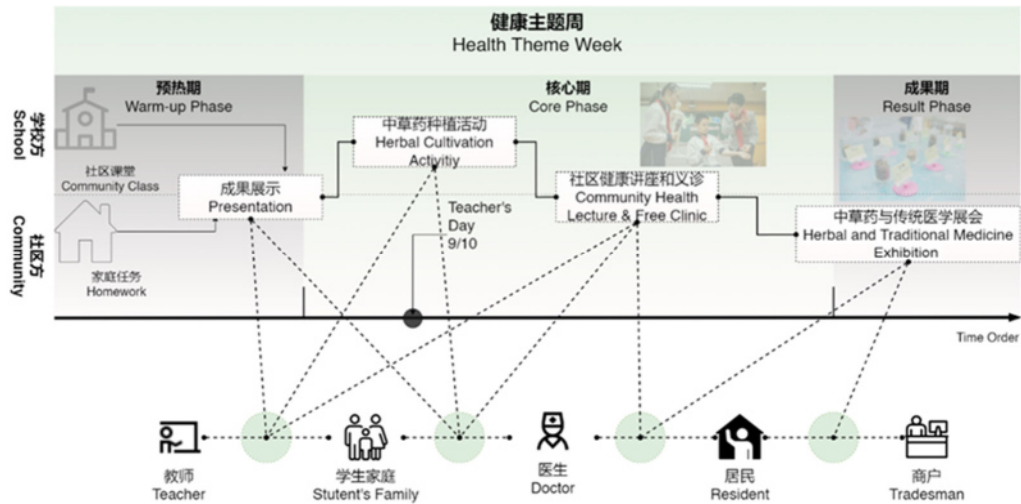 健康主题周
Health Theme Week
预热期
Warm-up Phase
核心期
Core Phase
成果期
Result Phase
学校方
School
社区方
Community
社区课堂
Community Class
家庭任务
Homework
成果展示
Presentation
中草药种植活动
Herbal Cultivation
Activitiy
Teacher's
Day
9/10
社区健康讲座和义诊
Community Health
Lecture & Free Clinic
中草药与传统医学展会
Herbal and Traditional Medicine
Exhibition
Time Order
教师
Teacher
学生家庭
Stutent's Family
医生
Doctor
居民
Resident
商户
Tradesman